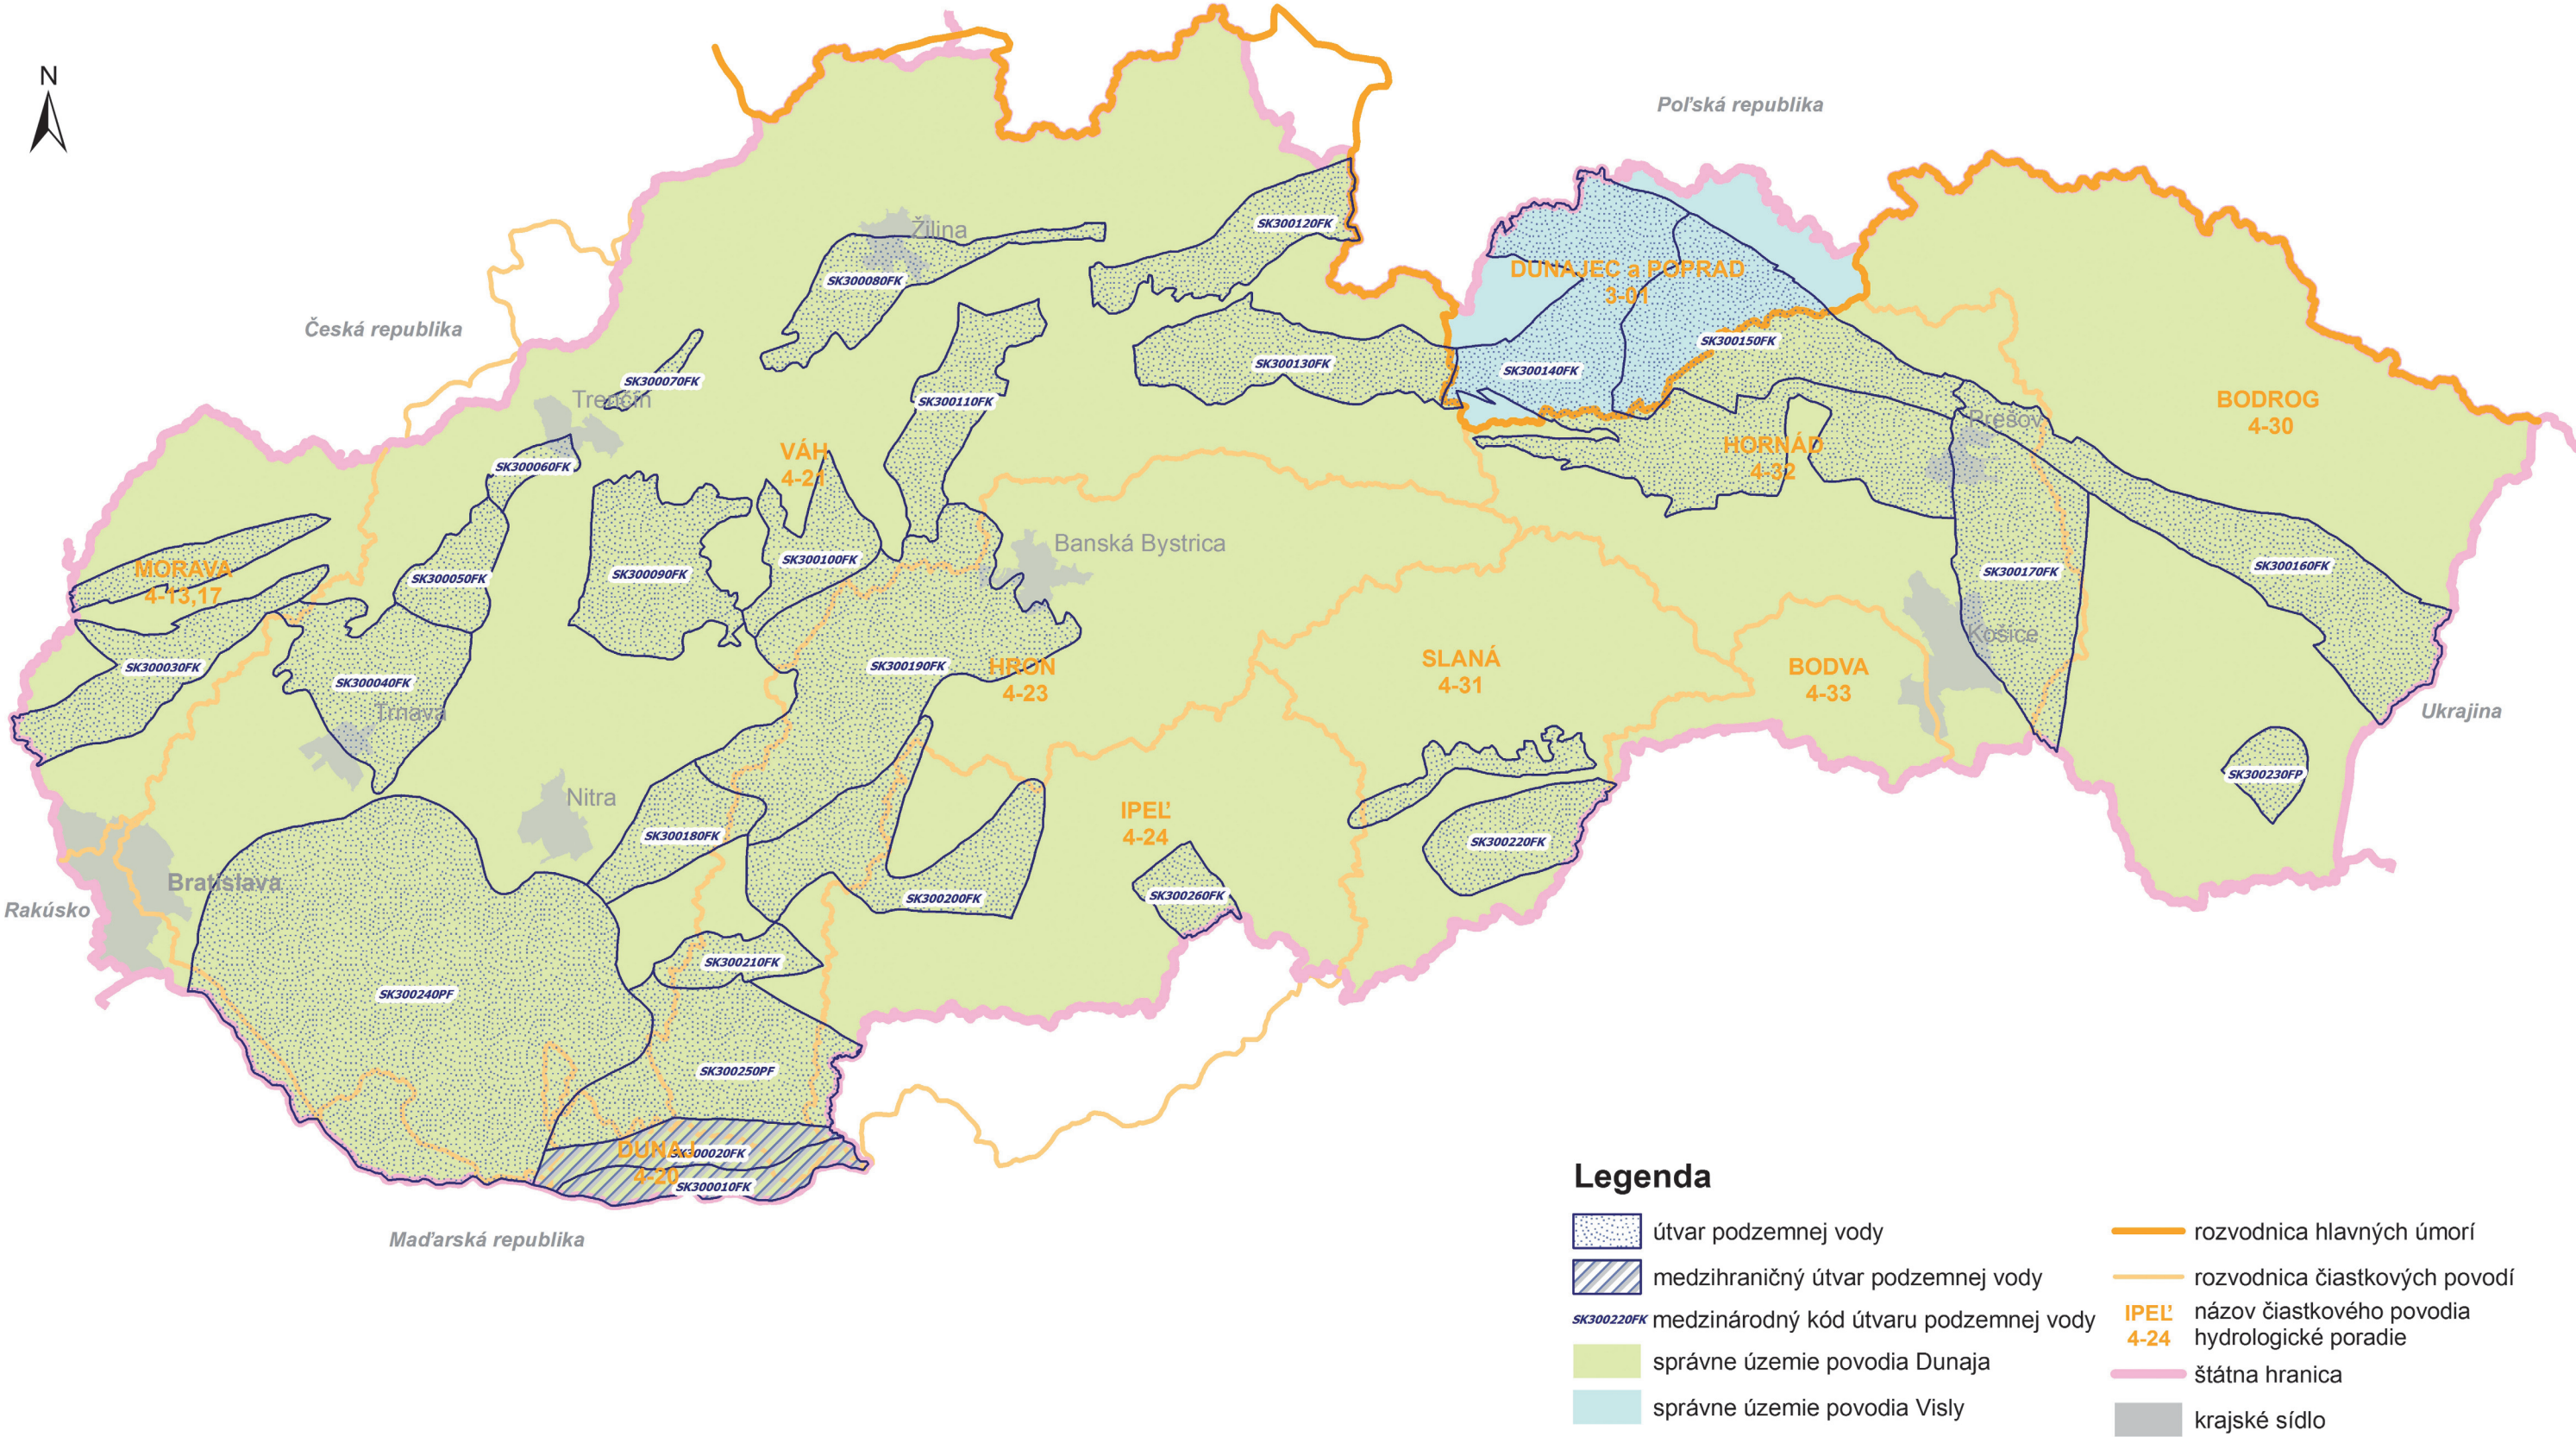 N
Poľská republika
Žilina
SK300120FK
DUNAJEC a POPRAD
3-01
SK300080FK
Česká republika
SK300150FK
SK300130FK
SK300140FK
SK300070FK
Trenčín
SK300110FK
BODROG
4-30
Prešov
HORNÁD
4-32
VÁH
4-21
SK300060FK
Banská Bystrica
SK300100FK
SK300090FK
SK300050FK
MORAVA
4-13,17
SK300170FK
SK300160FK
Košice
SK300030FK
SK300040FK
SK300190FK
HRON
4-23
SLANÁ
4-31
BODVA
4-33
Trnava
Ukrajina
SK300230FP
Nitra
IPEĽ
4-24
SK300180FK
SK300220FK
Bratislava
Rakúsko
SK300200FK
SK300260FK
SK300210FK
SK300240PF
SK300250PF
DUNAJ
4-20
SK300020FK
SK300010FK
Maďarská republika
Legenda
útvar podzemnej vody
medzihraničný útvar podzemnej vody
SK300220FK medzinárodný kód útvaru podzemnej vody
správne územie povodia Dunaja
správne územie povodia Visly
rozvodnica hlavných úmorí
rozvodnica čiastkových povodí
IPEĽ názov čiastkového povodia
4-24 hydrologické poradie
štátna hranica
krajské sídlo